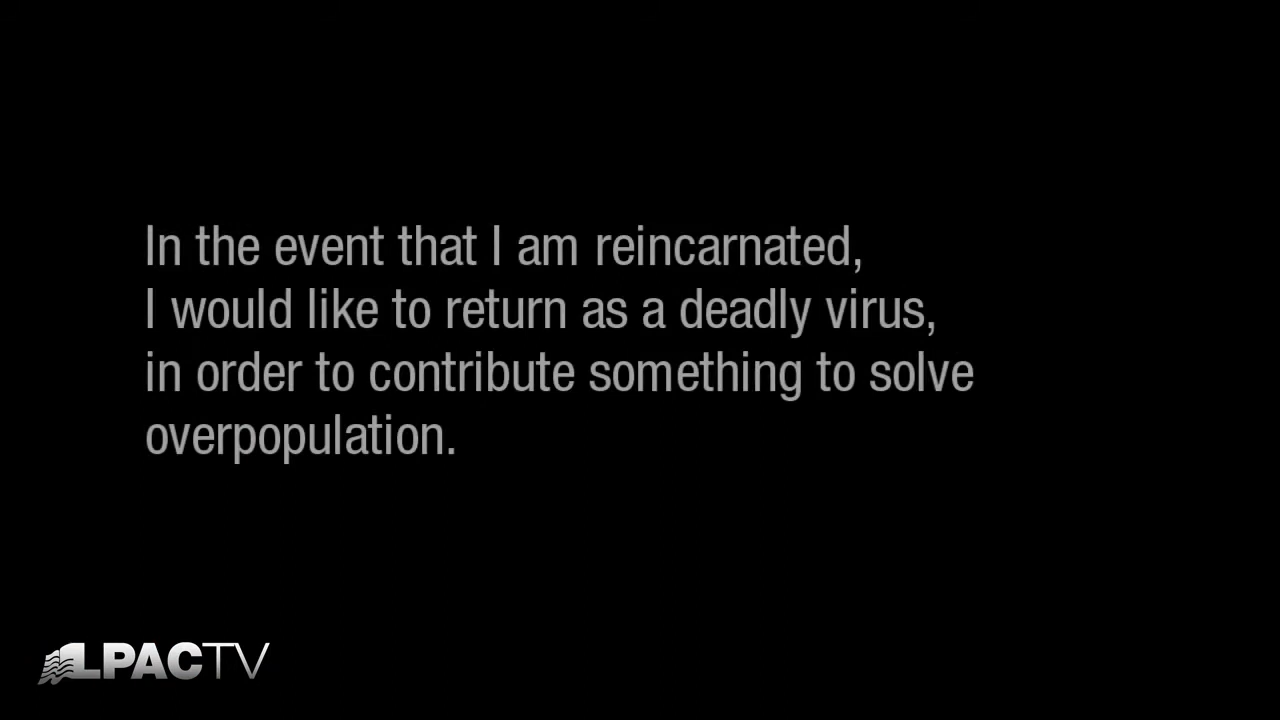 In the event that I am reincarnated,
I would like to return as a deadly virus,
in order to contribute something to solve
overpopulation.
LPACTV